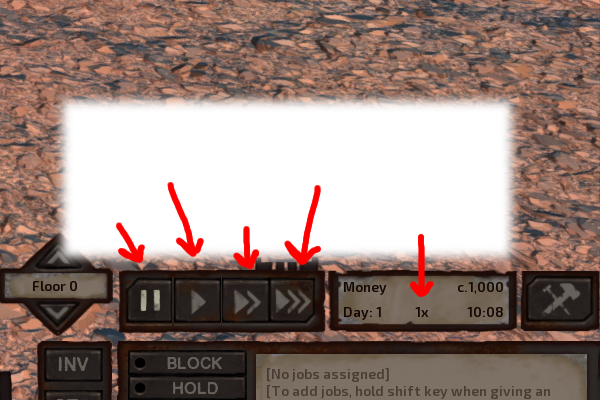 Floor 0
Money c.1,000
Day: 1 1x 10:08
INV
BLOCK
HOLD
[No jobs assigned]
[To add jobs, hold shift key when giving an